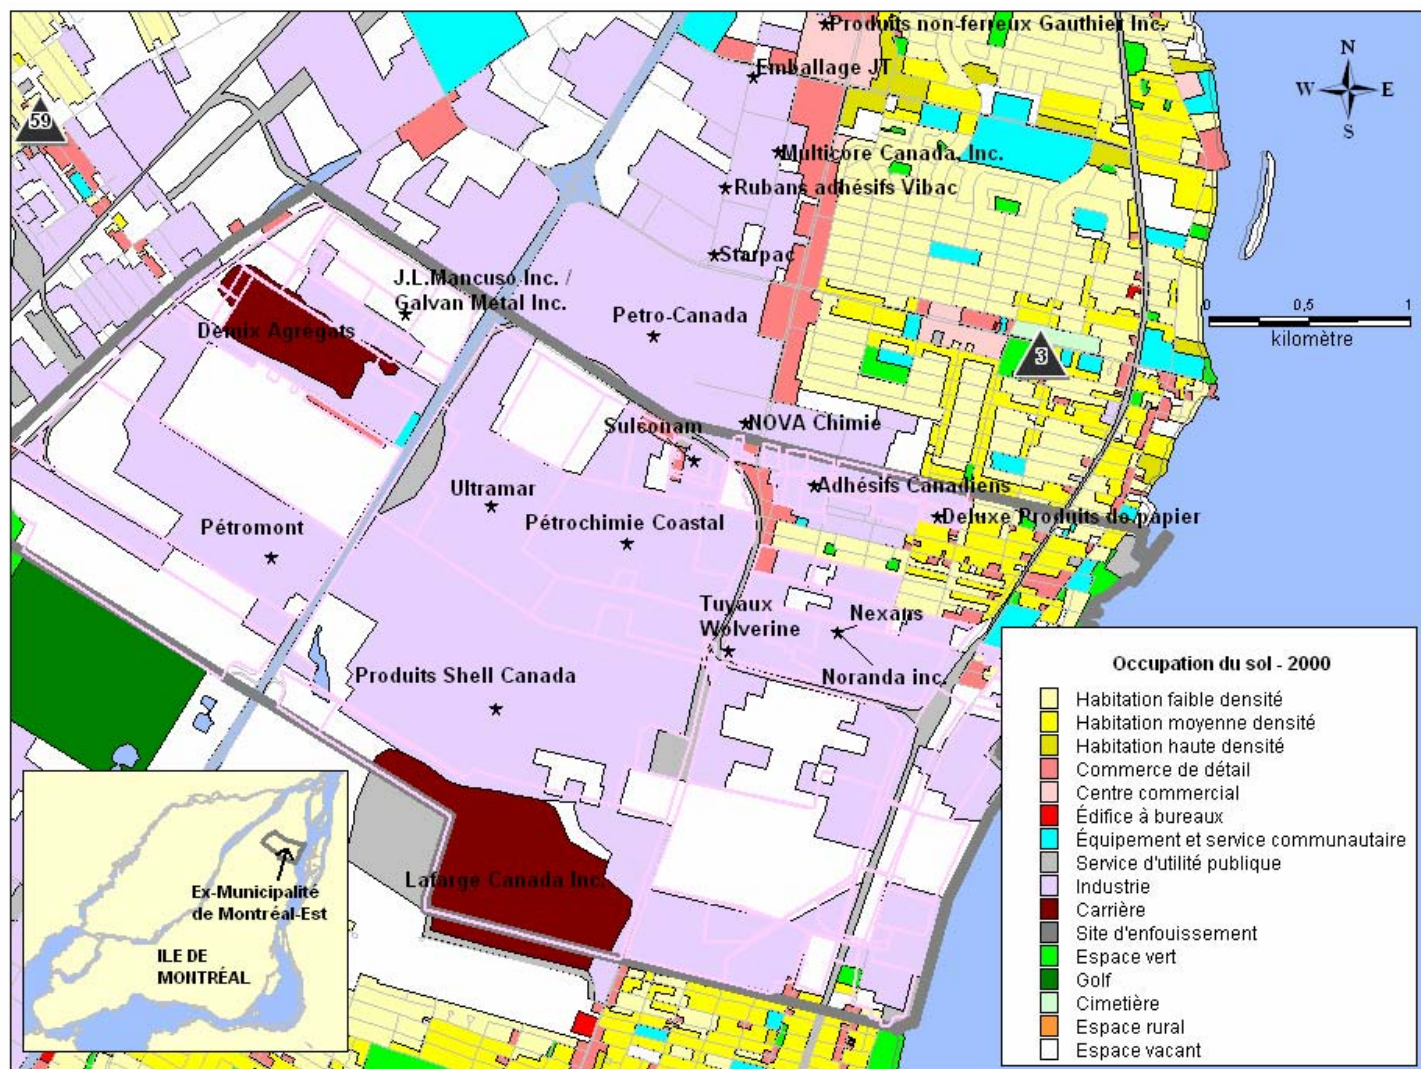 Produits non-ferreux Gauthier Inc.
Emballage JT
N
W E
S
59
Multicore Canada, Inc.
Rubans adhésifs Vibac
Starpac
J.L.Mancuso Inc. /
Galvan Métal Inc.
Demix Agrégats
Petro-Canada
0 0,5 1
kilomètre
3
NOVA Chimie
Sulconam
Ultramar
Adhésifs Canadiens
Pétromont
Pétrochimie Coastal
Deluxe Produits de papier
Tuyaux
Wolverine
Nexans
Noranda inc.
Produits Shell Canada
Lafarge Canada Inc.
Ex-Municipalité
de Montréal-Est
ILE DE
MONTRÉAL
Occupation du sol - 2000
Habitation faible densité
Habitation moyenne densité
Habitation haute densité
Commerce de détail
Centre commercial
Édifice à bureaux
Équipement et service communautaire
Service d'utilité publique
Industrie
Carrière
Site d'enfouissement
Espace vert
Golf
Cimetière
Espace rural
Espace vacant